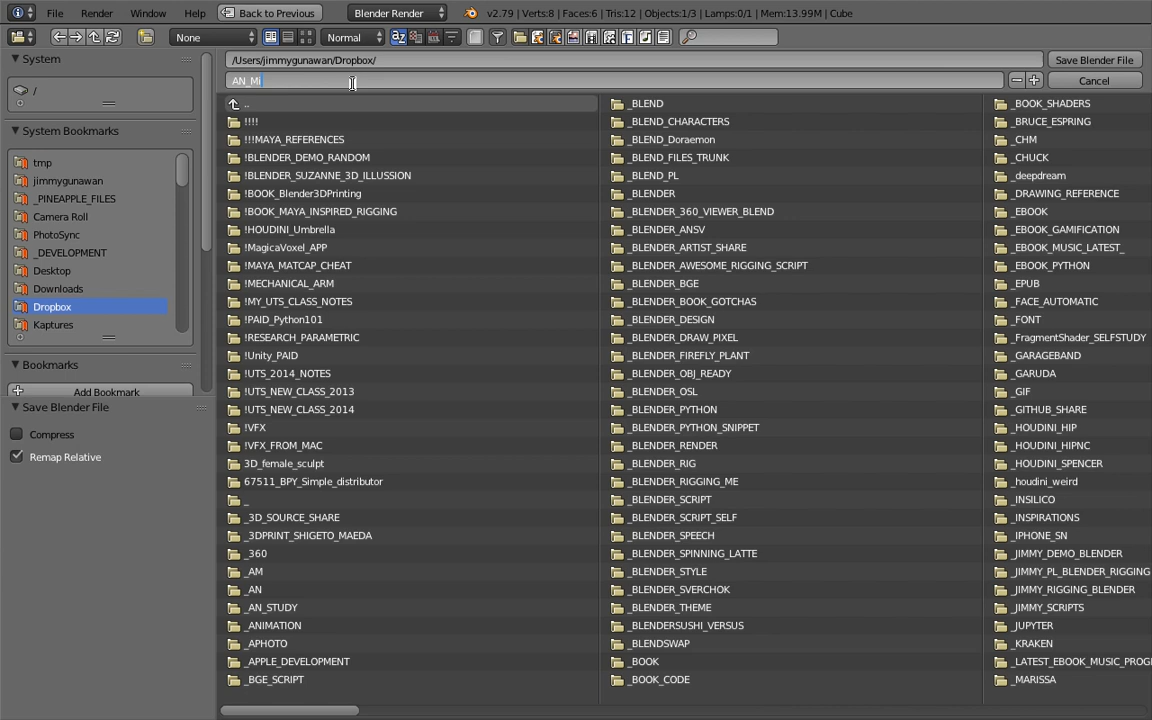 File Render Window Help Back to Previous Blender Render v2.79 | Verts:8 | Faces:6 | Tris:12 | Objects:1/3 | Lamps:0/1 | Mem:13.99M | Cube
None Normal
System
/
System Bookmarks
tmp
jimmygunawan
_PINEAPPLE_FILES
Camera Roll
PhotoSync
_DEVELOPMENT
Desktop
Downloads
Dropbox
Kaptures
Bookmarks
Add Bookmark
Save Blender File
Compress
Remap Relative
/Users/jimmygunawan/Dropbox/ Save Blender File
AN_M Cancel
..
!!!!
!!!MAYA_REFERENCES
!BLENDER_DEMO_RANDOM
!BLENDER_SUZANNE_3D_ILLUSSION
!BOOK_Blender3DPrinting
!BOOK_MAYA_INSPIRED_RIGGING
!HOUDINI_Umbrella
!MagicaVoxel_APP
!MAYA_MATCAP_CHEAT
!MECHANICAL_ARM
!MY_UTS_CLASS_NOTES
!PAID_Python101
!RESEARCH_PARAMETRIC
!Unity_PAID
!UTS_2014_NOTES
!UTS_NEW_CLASS_2013
!UTS_NEW_CLASS_2014
!VFX
!VFX_FROM_MAC
3D_female_sculpt
67511_BPY_Simple_distributor
_
_3D_SOURCE_SHARE
_3DPRINT_SHIGETO_MAEDA
_360
_AM
_AN
_AN_STUDY
_ANIMATION
_APHOTO
_APPLE_DEVELOPMENT
_BGE_SCRIPT
_BLEND
_BLEND_CHARACTERS
_BLEND_Doraemon
_BLEND_FILES_TRUNK
_BLEND_PL
_BLENDER
_BLENDER_360_VIEWER_BLEND
_BLENDER_ANSV
_BLENDER_ARTIST_SHARE
_BLENDER_AWESOME_RIGGING_SCRIPT
_BLENDER_BGE
_BLENDER_BOOK_GOTCHAS
_BLENDER_DESIGN
_BLENDER_DRAW_PIXEL
_BLENDER_FIREFLY_PLANT
_BLENDER_OBJ_READY
_BLENDER_OSL
_BLENDER_PYTHON
_BLENDER_PYTHON_SNIPPET
_BLENDER_RENDER
_BLENDER_RIG
_BLENDER_RIGGING_ME
_BLENDER_SCRIPT
_BLENDER_SCRIPT_SELF
_BLENDER_SPEECH
_BLENDER_SPINNING_LATTE
_BLENDER_STYLE
_BLENDER_SVERCHOK
_BLENDER_THEME
_BLENDERSUSHI_VERSUS
_BLENDSWAP
_BOOK
_BOOK_CODE
_BOOK_SHADERS
_BRUCE_ESPRING
_CHM
_CHUCK
_deepdream
_DRAWING_REFERENCE
_EBOOK
_EBOOK_GAMIFICATION
_EBOOK_MUSIC_LATEST_
_EBOOK_PYTHON
_EPUB
_FACE_AUTOMATIC
_FONT
_FragmentShader_SELFSTUDY
_GARAGEBAND
_GARUDA
_GIF
_GITHUB_SHARE
_HOUDINI_HIP
_HOUDINI_HIPNC
_HOUDINI_SPENCER
_houdini_weird
_INSILICO
_INSPIRATIONS
_IPHONE_SN
_JIMMY_DEMO_BLENDER
_JIMMY_PL_BLENDER_RIGGING
_JIMMY_RIGGING_BLENDER
_JIMMY_SCRIPTS
_JUPYTER
_KRAKEN
_LATEST_EBOOK_MUSIC_PROG
_MARISSA